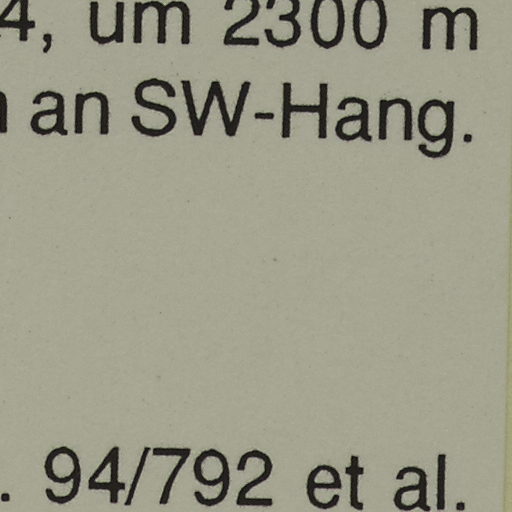 4, um 2300 m
an SW-Hang.
. 94/792 et al.